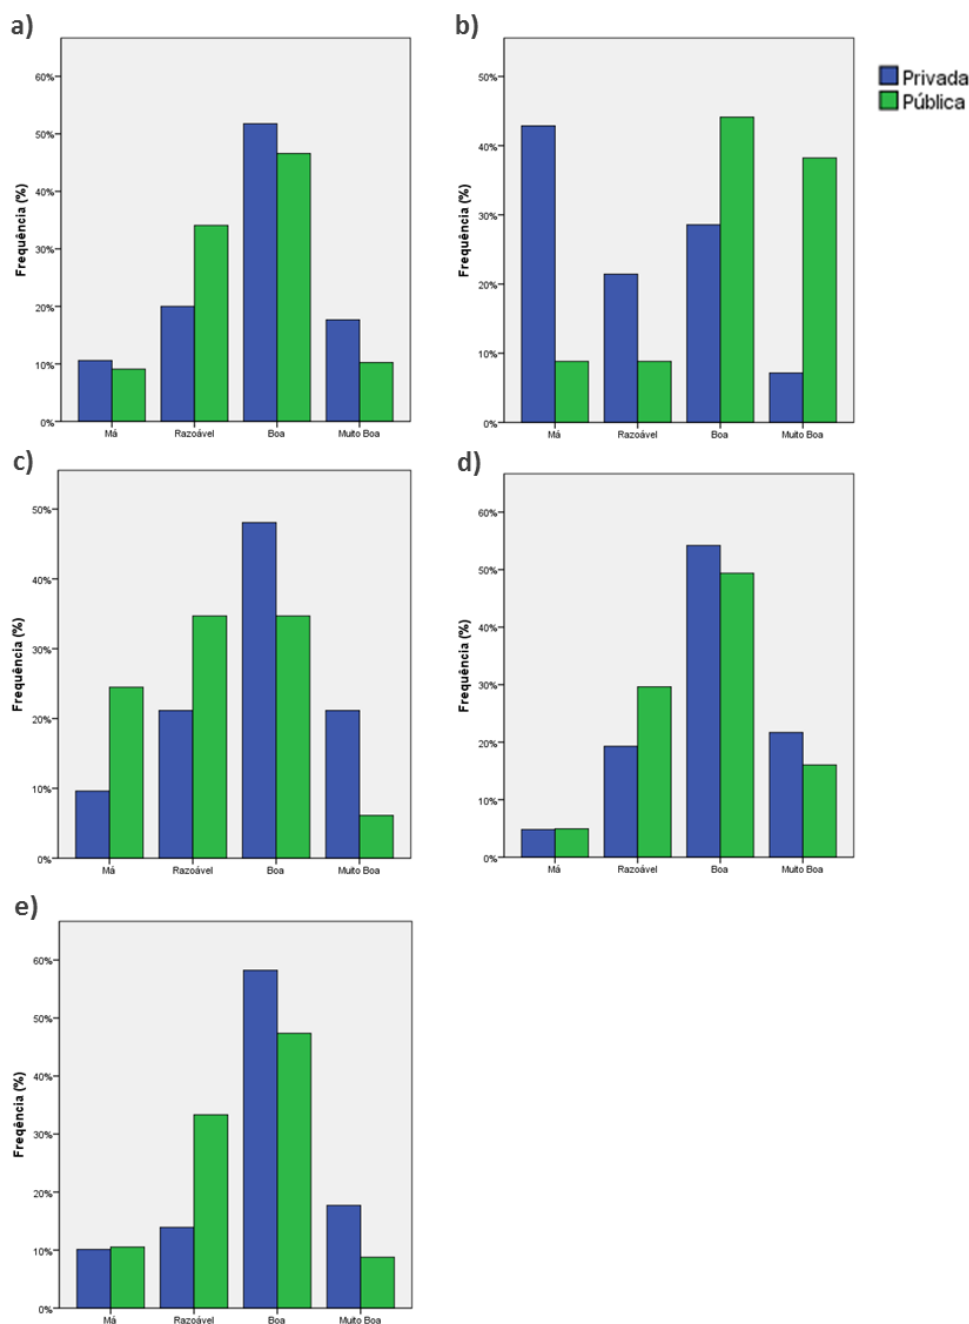 a)
60%
50%
40%
30%
20%
10%
0%
Frequência (%)
Má Razoável Boa Muito Boa
b)
50%
40%
30%
20%
10%
0%
Frequência (%)
Má Razoável Boa Muito Boa
Privada
Pública
c)
50%
40%
30%
20%
10%
0%
Frequência (%)
Má Razoável Boa Muito Boa
d)
60%
50%
40%
30%
20%
10%
0%
Frequência (%)
Má Razoável Boa Muito Boa
e)
60%
50%
40%
30%
20%
10%
0%
Freqência (%)
Má Razoável Boa Muito Boa